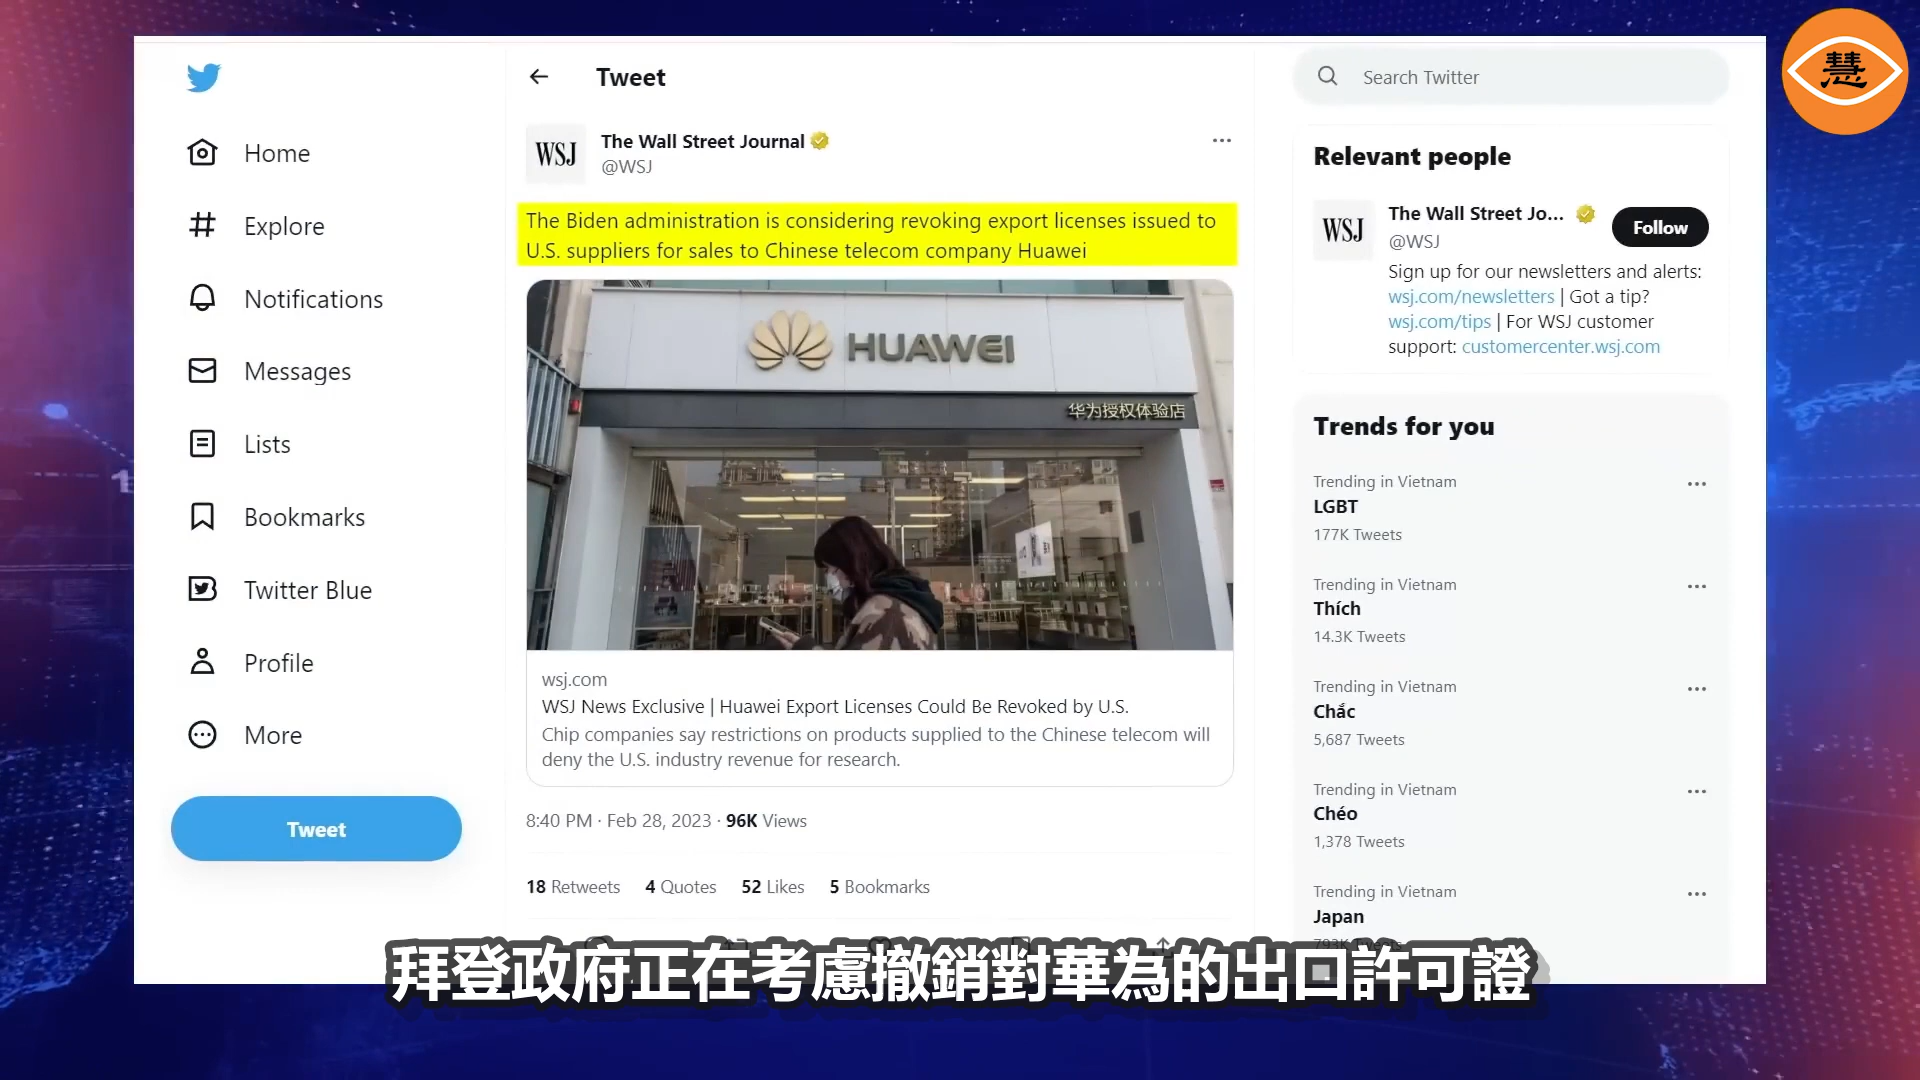 慧
Home
Explore
Notifications
Messages
Lists
Bookmarks
Twitter Blue
Profile
More
Tweet
Tweet
WSJ
The Wall Street Journal
@WSJ
The Biden administration is considering revoking export licenses issued to
U.S. suppliers for sales to Chinese telecom company Huawei
HUAWEI
华为授权体验店
wsj.com
WSJ News Exclusive | Huawei Export Licenses Could Be Revoked by U.S.
Chip companies say restrictions on products supplied to the Chinese telecom will
deny the U.S. industry revenue for research.
8:40 PM · Feb 28, 2023 · 96K Views
18 Retweets 4 Quotes 52 Likes 5 Bookmarks
Search Twitter
Relevant people
WSJ
The Wall Street Jo...
@WSJ
Follow
Sign up for our newsletters and alerts:
wsj.com/newsletters | Got a tip?
wsj.com/tips | For WSJ customer
support: customercenter.wsj.com
Trends for you
Trending in Vietnam
LGBT
177K Tweets
Trending in Vietnam
Thích
14.3K Tweets
Trending in Vietnam
Chắc
5,687 Tweets
Trending in Vietnam
Chéo
1,378 Tweets
Trending in Vietnam
Japan
793K Tweets
拜登政府正在考慮撤銷對華為的出口許可證